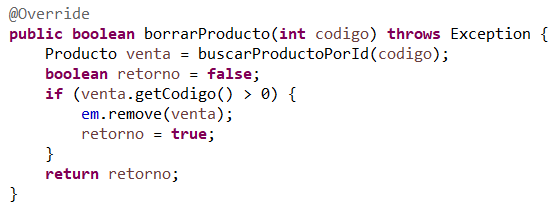 @Override
public boolean borrarProducto(int codigo) throws Exception {
    Producto venta = buscarProductoPorId(codigo);
    boolean retorno = false;
    if (venta.getCodigo() > 0) {
        em.remove(venta);
        retorno = true;
    }
    return retorno;
}